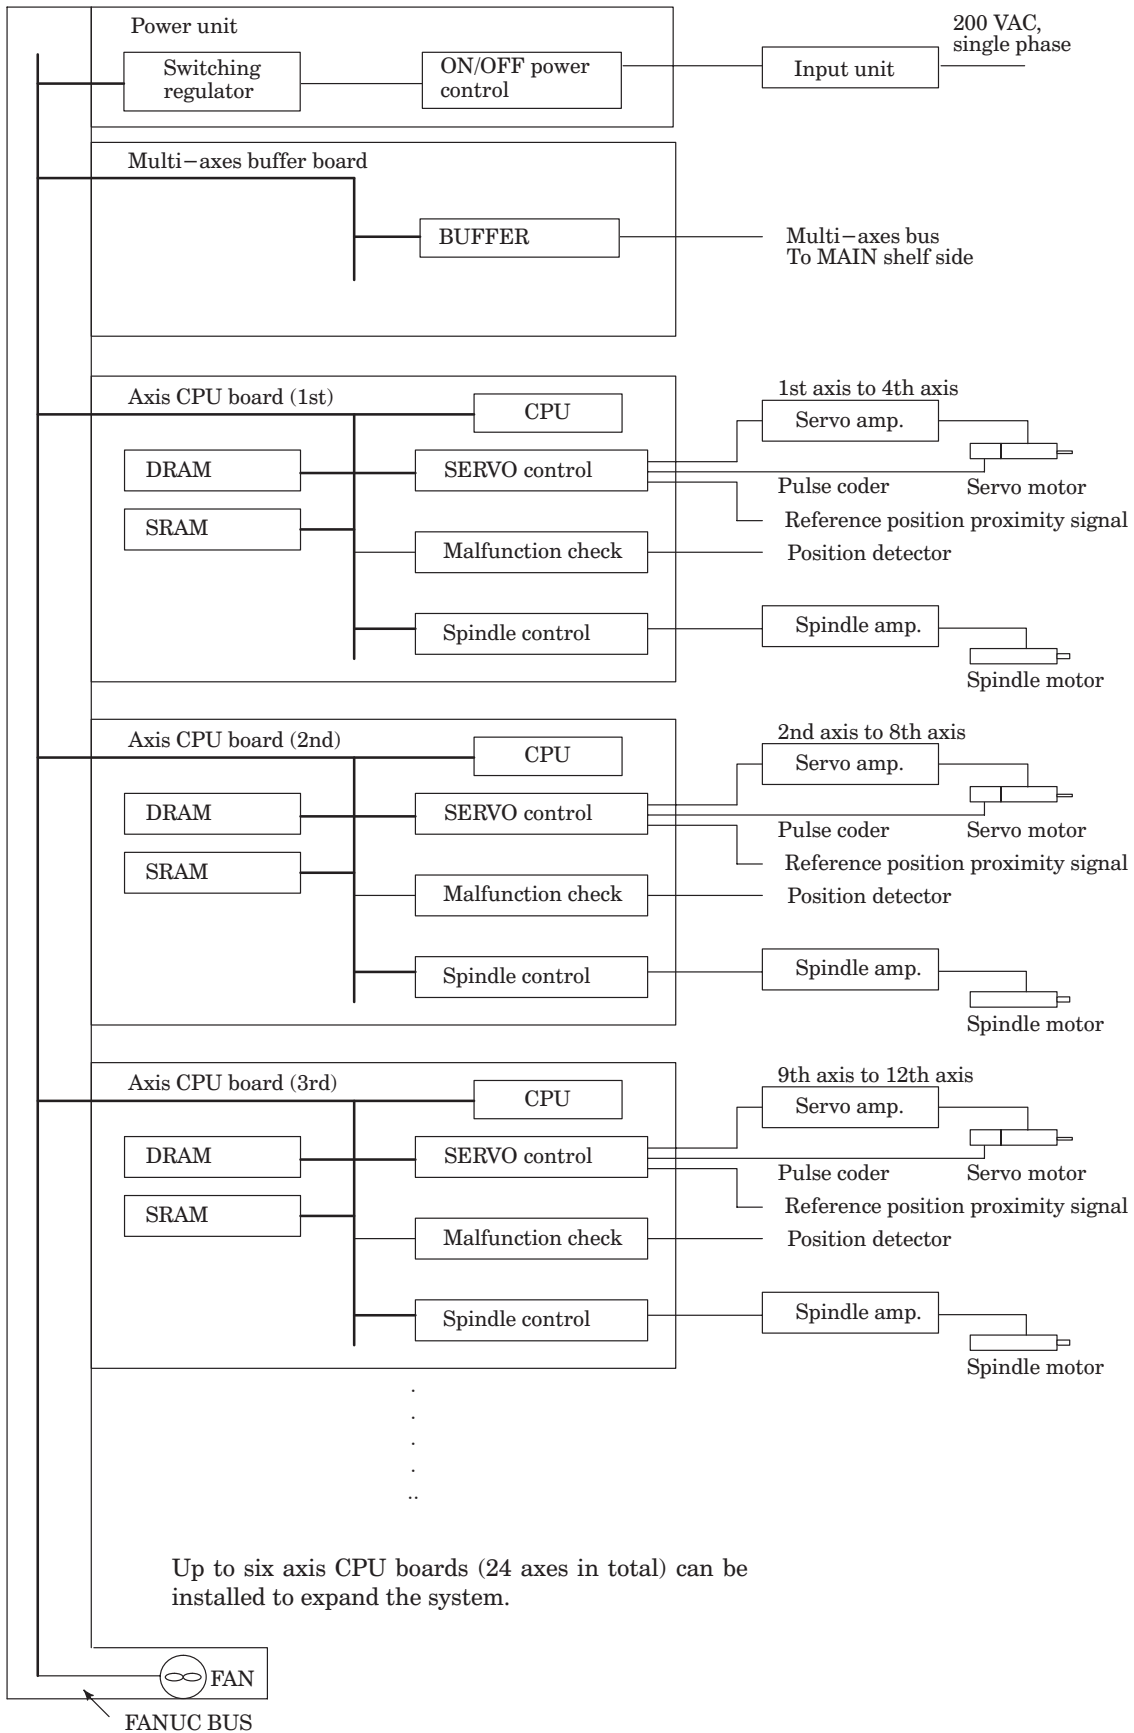 Power unit
Switching
regulator
ON/OFF power
control
Input unit
200 VAC,
single phase
Multi−axes buffer board
BUFFER
Multi−axes bus
To MAIN shelf side
Axis CPU board (1st)
CPU
DRAM
SERVO control
SRAM
Malfunction check
Spindle control
1st axis to 4th axis
Servo amp.
Pulse coder
Servo motor
Reference position proximity signal
Position detector
Spindle amp.
Spindle motor
Axis CPU board (2nd)
CPU
DRAM
SERVO control
SRAM
Malfunction check
Spindle control
2nd axis to 8th axis
Servo amp.
Pulse coder
Servo motor
Reference position proximity signal
Position detector
Spindle amp.
Spindle motor
Axis CPU board (3rd)
CPU
DRAM
SERVO control
SRAM
Malfunction check
Spindle control
9th axis to 12th axis
Servo amp.
Pulse coder
Servo motor
Reference position proximity signal
Position detector
Spindle amp.
Spindle motor
.
.
.
.
..
Up to six axis CPU boards (24 axes in total) can be
installed to expand the system.
FAN
FANUC BUS